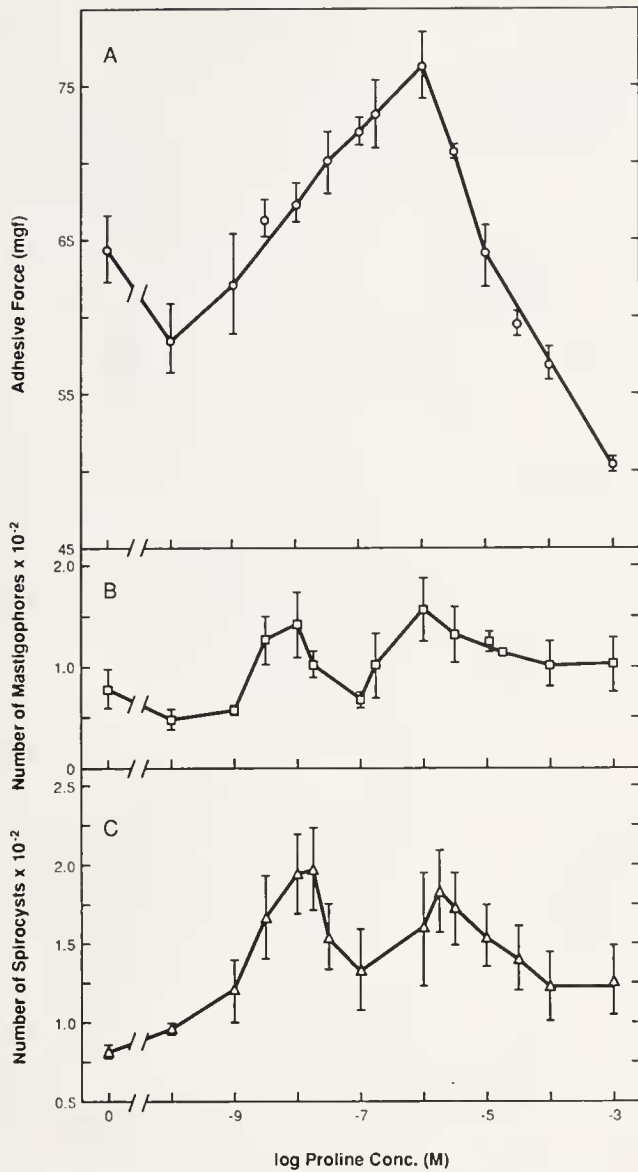 A
75
65
55
45
Adhesive Force (mgf)
B
2.0
1.0
0
Number of Mastigophores x 10⁻²
C
2.5
2.0
1.5
1.0
0.5
Number of Spirocysts x 10⁻²
0 -9 -7 -5 -3
log Proline Conc. (M)